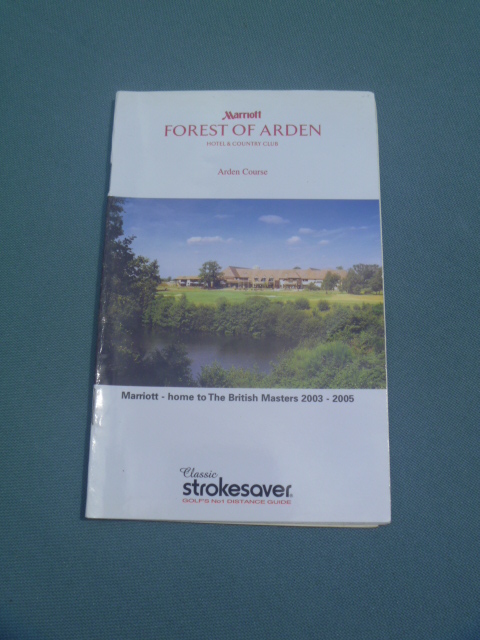 Marriott
FOREST OF ARDEN
HOTEL & COUNTRY CLUB
Arden Course
Marriott - home to The British Masters 2003 - 2005
Classic
strokesaver®
GOLF'S No1 DISTANCE GUIDE